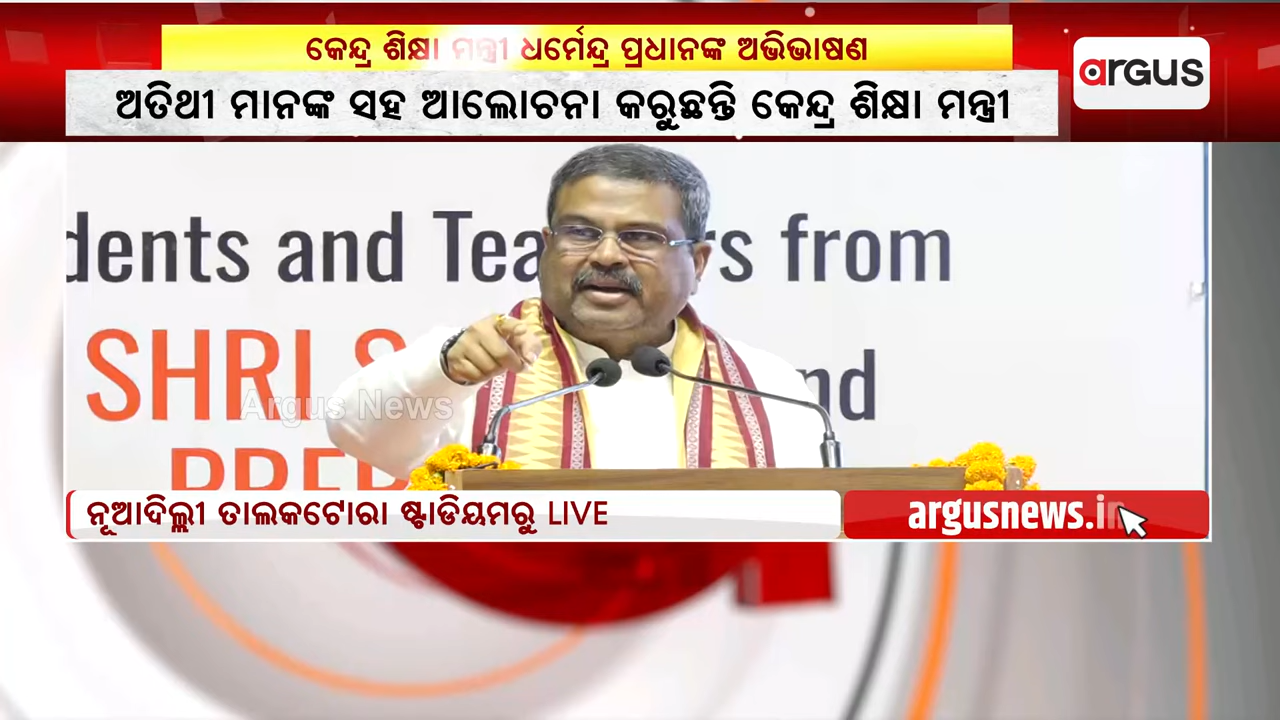 କେନ୍ଦ୍ର ଶିକ୍ଷା ମନ୍ତ୍ରୀ ଧର୍ମେନ୍ଦ୍ର ପ୍ରଧାନଙ୍କ ଅଭିଭାଷଣ
ଅତିଥୀ ମାନଙ୍କ ସହ ଆଲୋଚନା କରୁଛନ୍ତି କେନ୍ଦ୍ର ଶିକ୍ଷା ମନ୍ତ୍ରୀ
argus
dents and Tea rs from
SHRI S nd
Argus News
ନୂଆଦିଲ୍ଲୀ ତାଲକଟୋରା ଷ୍ଟାଡିୟମରୁ LIVE
argusnews.in